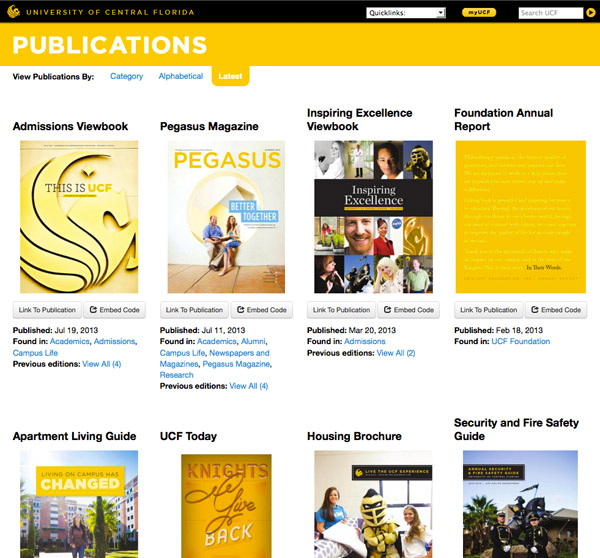 UNIVERSITY OF CENTRAL FLORIDA
Quicklinks:
myUCF
Search UCF
PUBLICATIONS
View Publications By:
Category
Alphabetical
Latest
Admissions Viewbook
THIS IS UCF
Link To Publication
Embed Code
Published: Jul 19, 2013
Found in: Academics, Admissions,
Campus Life
Previous editions: View All (4)
Pegasus Magazine
PEGASUS
BETTER
TOGETHER
Link To Publication
Embed Code
Published: Jul 11, 2013
Found in: Academics, Alumni,
Campus Life, Newspapers and
Magazines, Pegasus Magazine,
Research
Previous editions: View All (4)
Inspiring Excellence
Viewbook
Inspiring
Excellence
Link To Publication
Embed Code
Published: Mar 20, 2013
Found in: Admissions
Previous editions: View All (2)
Foundation Annual
Report
In Their Words.
Link To Publication
Embed Code
Published: Feb 18, 2013
Found in: UCF Foundation
Apartment Living Guide
LIVING ON CAMPUS HAS
CHANGED
UCF Today
KNIGHTS
Give
BACK
Housing Brochure
LIVE THE UCF EXPERIENCE
Security and Fire Safety
Guide
ANNUAL SECURITY
& FIRE SAFETY GUIDE